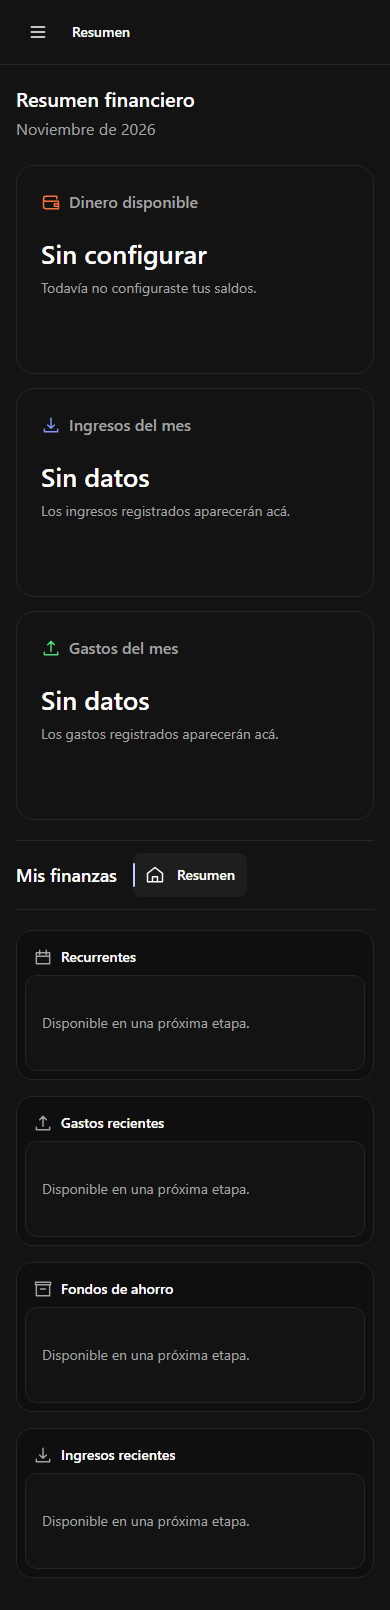 Resumen
Resumen financiero
Noviembre de 2026
Dinero disponible
Sin configurar
Todavía no configuraste tus saldos.
Ingresos del mes
Sin datos
Los ingresos registrados aparecerán acá.
Gastos del mes
Sin datos
Los gastos registrados aparecerán acá.
Mis finanzas
Resumen
Recurrentes
Disponible en una próxima etapa.
Gastos recientes
Disponible en una próxima etapa.
Fondos de ahorro
Disponible en una próxima etapa.
Ingresos recientes
Disponible en una próxima etapa.